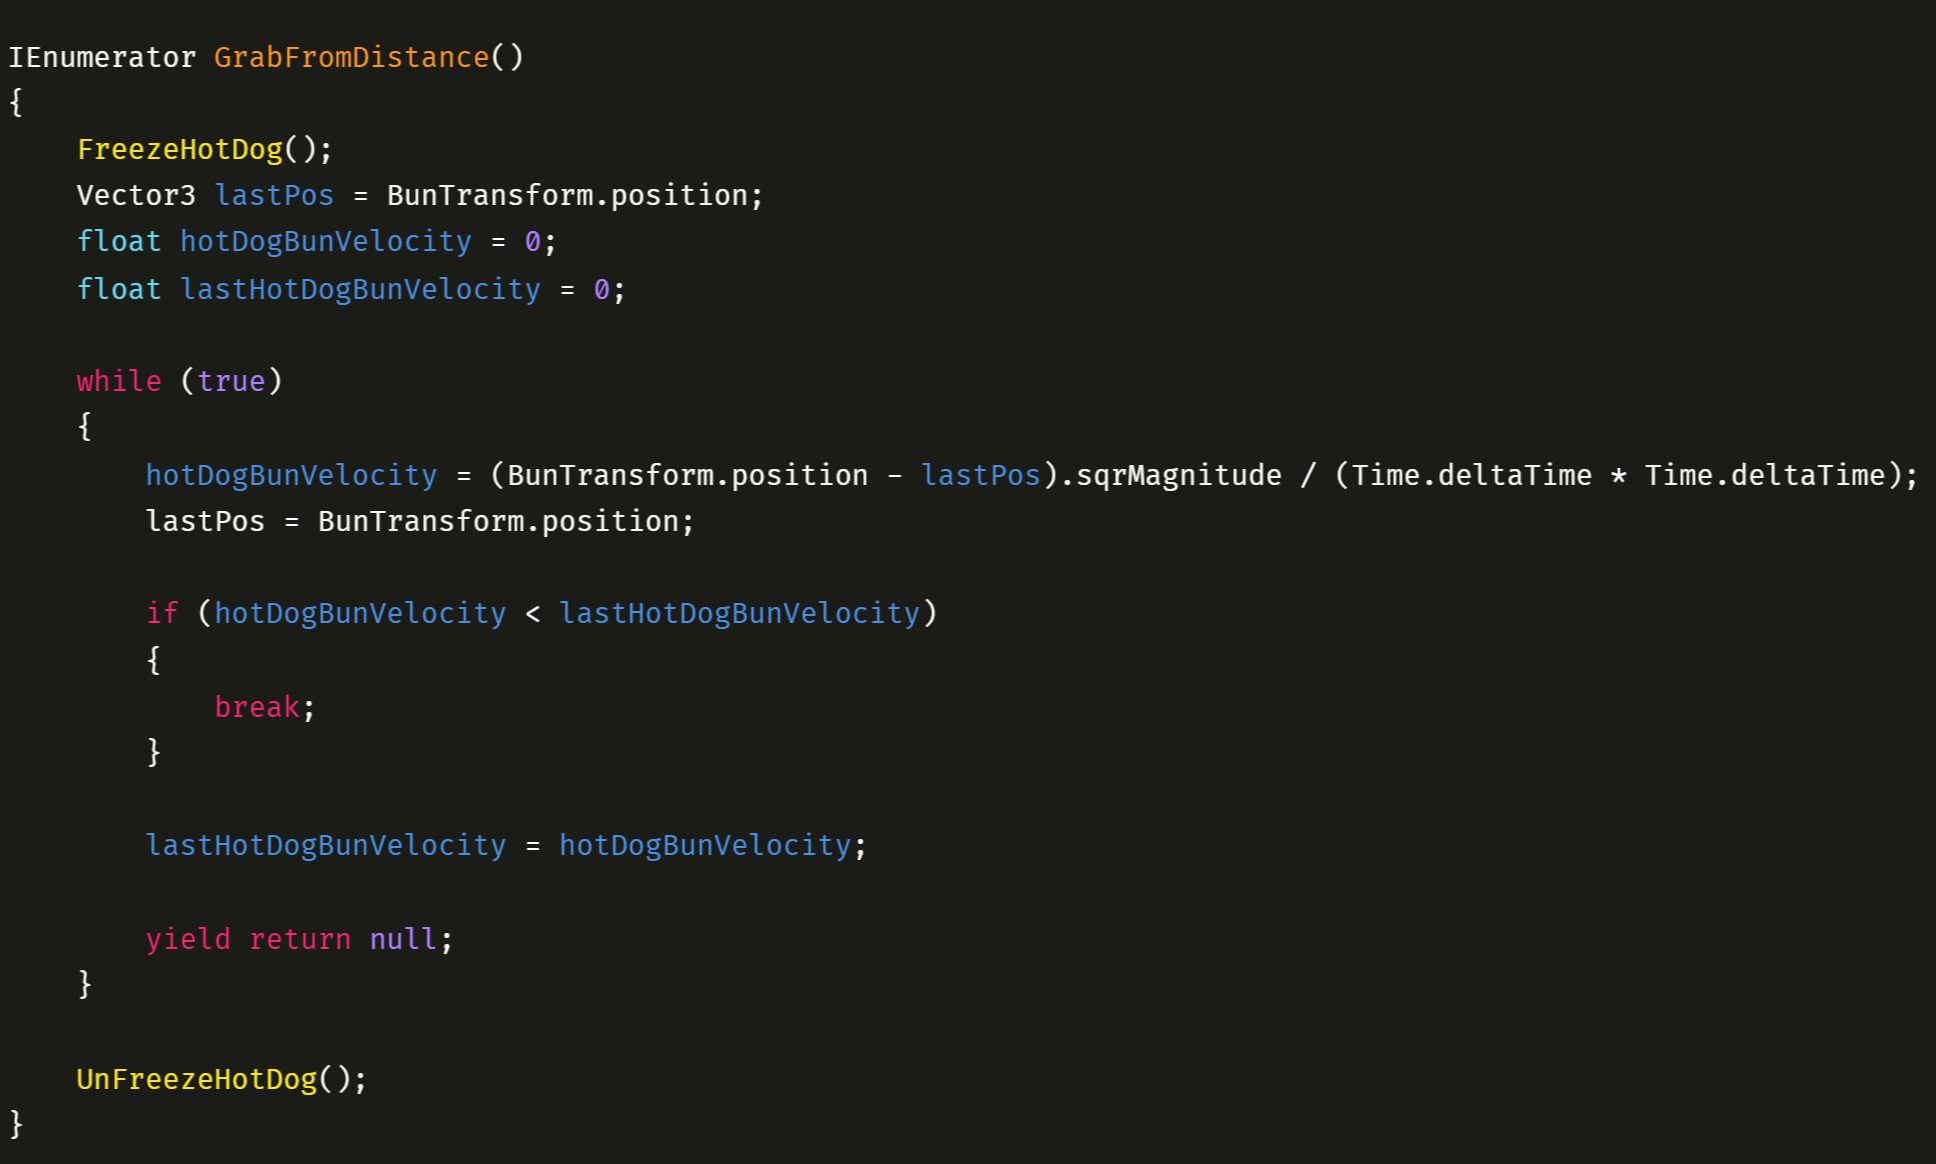 IEnumerator GrabFromDistance()
{
    FreezeHotDog();
    Vector3 lastPos = BunTransform.position;
    float hotDogBunVelocity = 0;
    float lastHotDogBunVelocity = 0;

    while (true)
    {
        hotDogBunVelocity = (BunTransform.position - lastPos).sqrMagnitude / (Time.deltaTime * Time.deltaTime);
        lastPos = BunTransform.position;

        if (hotDogBunVelocity < lastHotDogBunVelocity)
        {
            break;
        }

        lastHotDogBunVelocity = hotDogBunVelocity;

        yield return null;
    }

    UnFreezeHotDog();
}